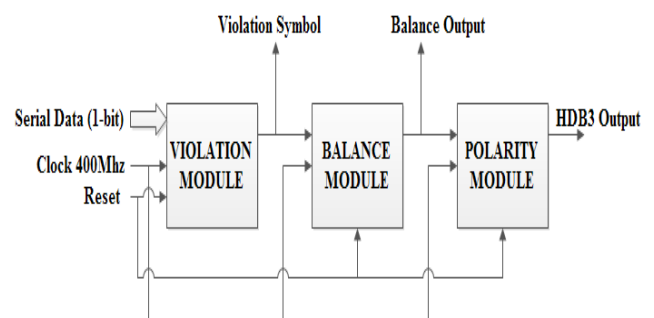 Violation Symbol
Balance Output
Serial Data (1-bit)
HDB3 Output
VIOLATION
MODULE
BALANCE
MODULE
POLARITY
MODULE
Clock 400Mhz
Reset